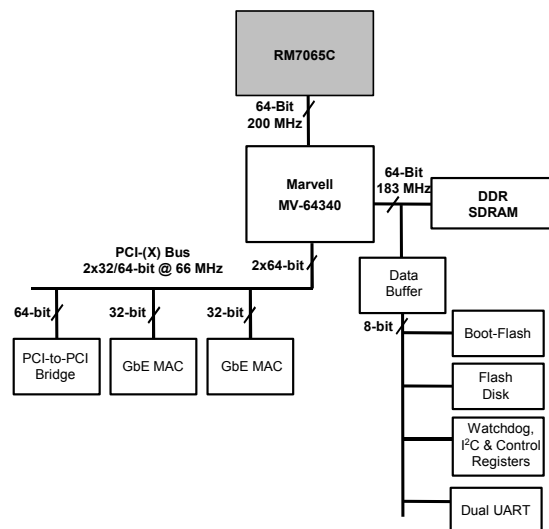 RM7065C
64-Bit
200 MHz
Marvell
MV-64340
64-Bit
183 MHz
DDR
SDRAM
PCI-(X) Bus
2x32/64-bit @ 66 MHz
2x64-bit
Data
Buffer
64-bit
32-bit
32-bit
8-bit
PCI-to-PCI
Bridge
GbE MAC
GbE MAC
Boot-Flash
Flash
Disk
Watchdog,
I²C & Control
Registers
Dual UART